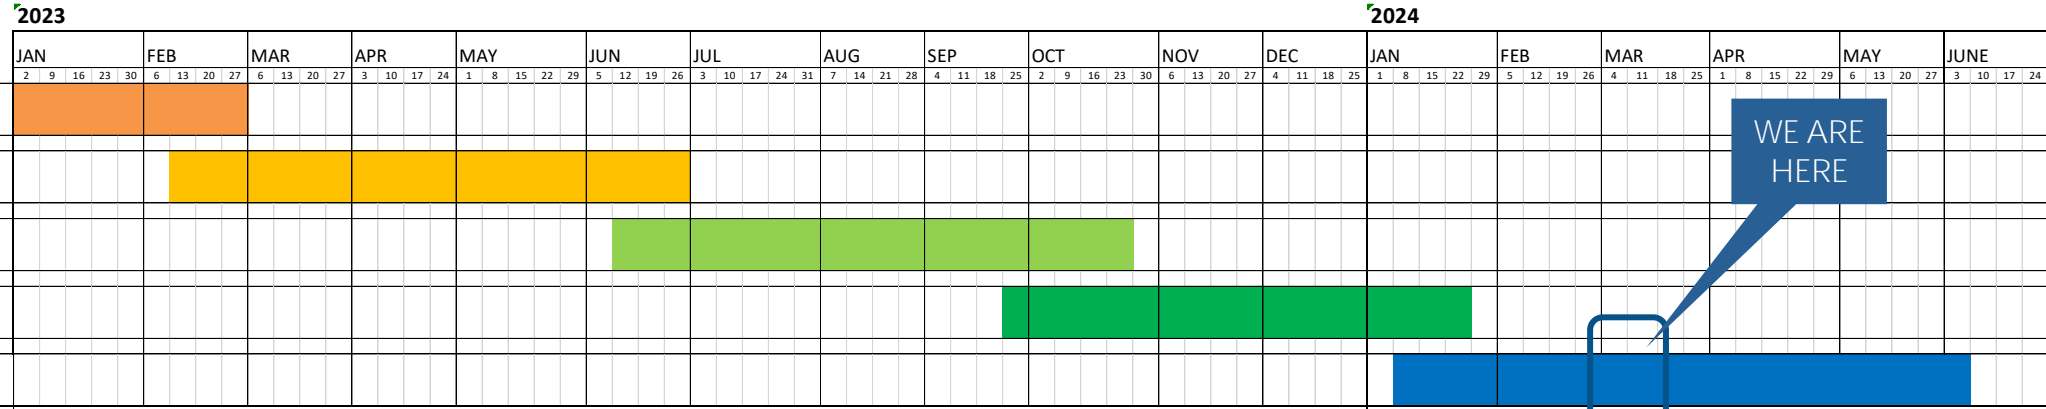 2023 2024
JAN FEB MAR APR MAY JUN JUL AUG SEP OCT NOV DEC JAN FEB MAR APR MAY JUNE
2 9 16 23 30 6 13 20 27 6 13 20 27 3 10 17 24 1 8 15 22 29 5 12 19 26 3 10 17 24 31 7 14 21 28 4 11 18 25 2 9 16 23 30 6 13 20 27 4 11 18 25 1 8 15 22 29 5 12 19 26 4 11 18 25 1 8 15 22 29 6 13 20 27 3 10 17 24
WE ARE
HERE